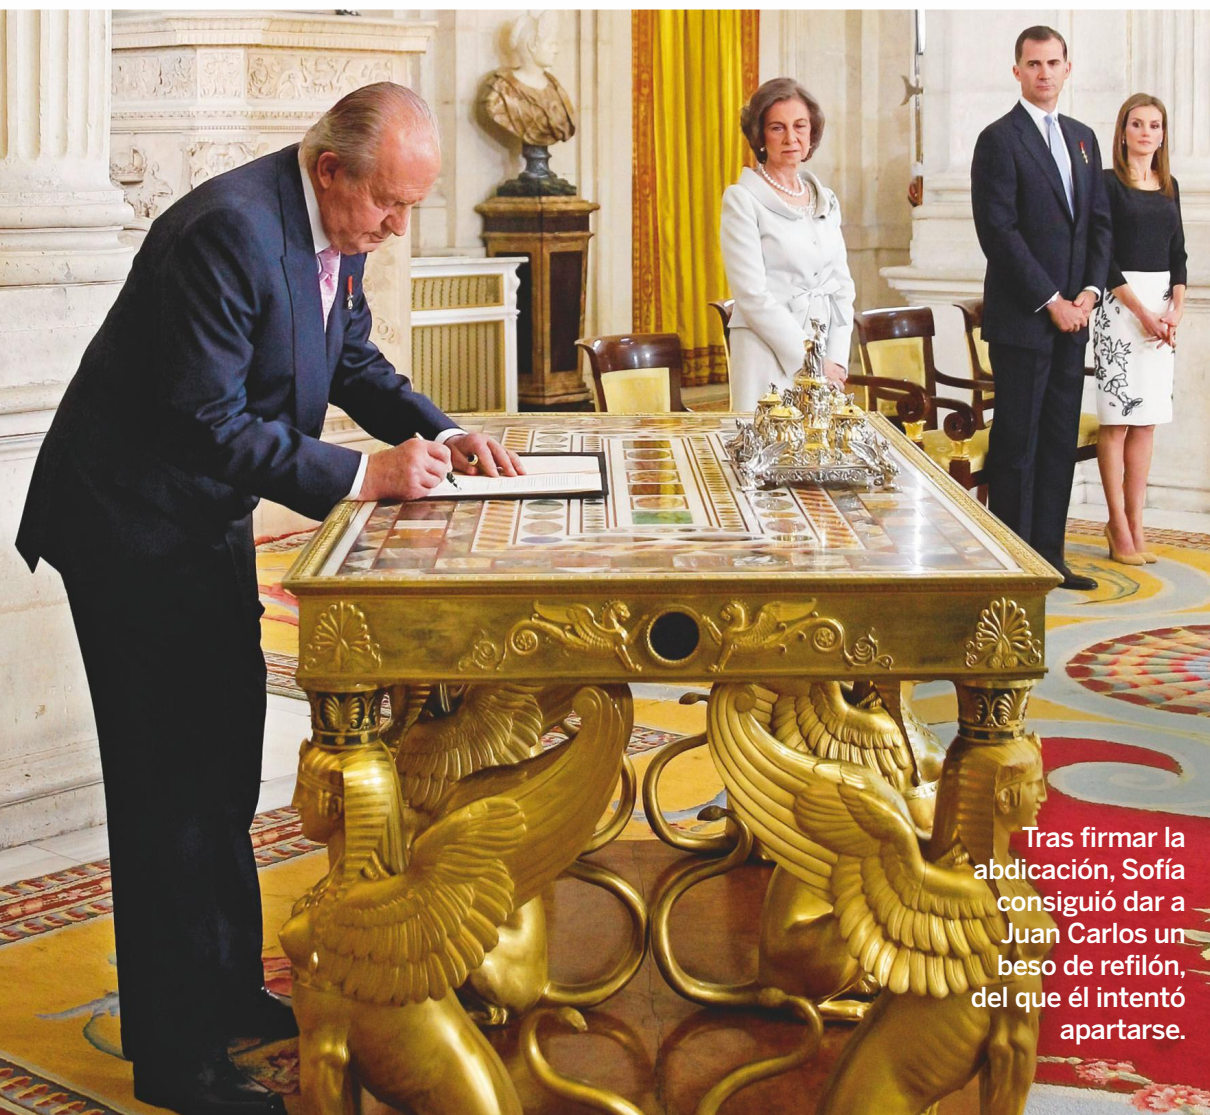 Tras firmar la
abdicación, Sofía
consiguió dar a
Juan Carlos un
beso de refilón,
del que él intentó
apartarse.